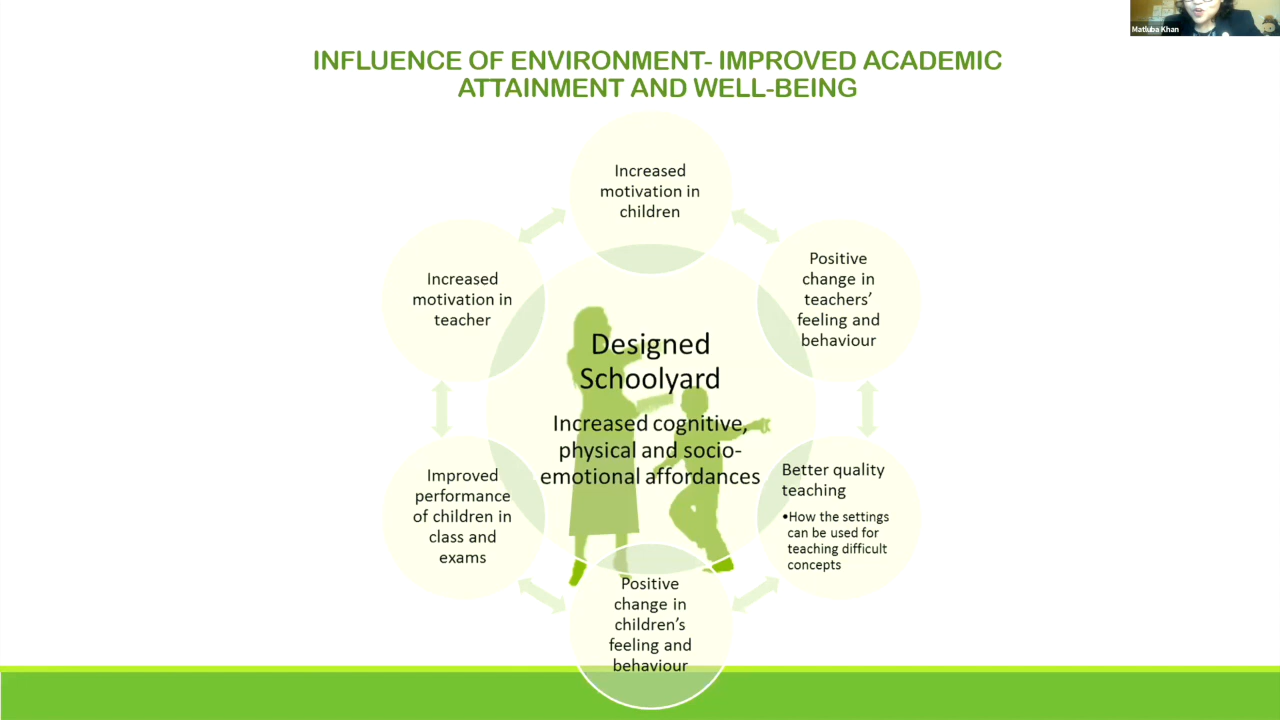 Matluba Khan
INFLUENCE OF ENVIRONMENT- IMPROVED ACADEMIC
ATTAINMENT AND WELL-BEING
Increased
motivation in
children
Positive
change in
teachers’
feeling and
behaviour
Better quality
teaching
•How the settings
can be used for
teaching difficult
concepts
Positive
change in
children’s
feeling and
behaviour
Improved
performance
of children in
class and
exams
Increased
motivation in
teacher
Designed
Schoolyard
Increased cognitive,
physical and socio-
emotional affordances